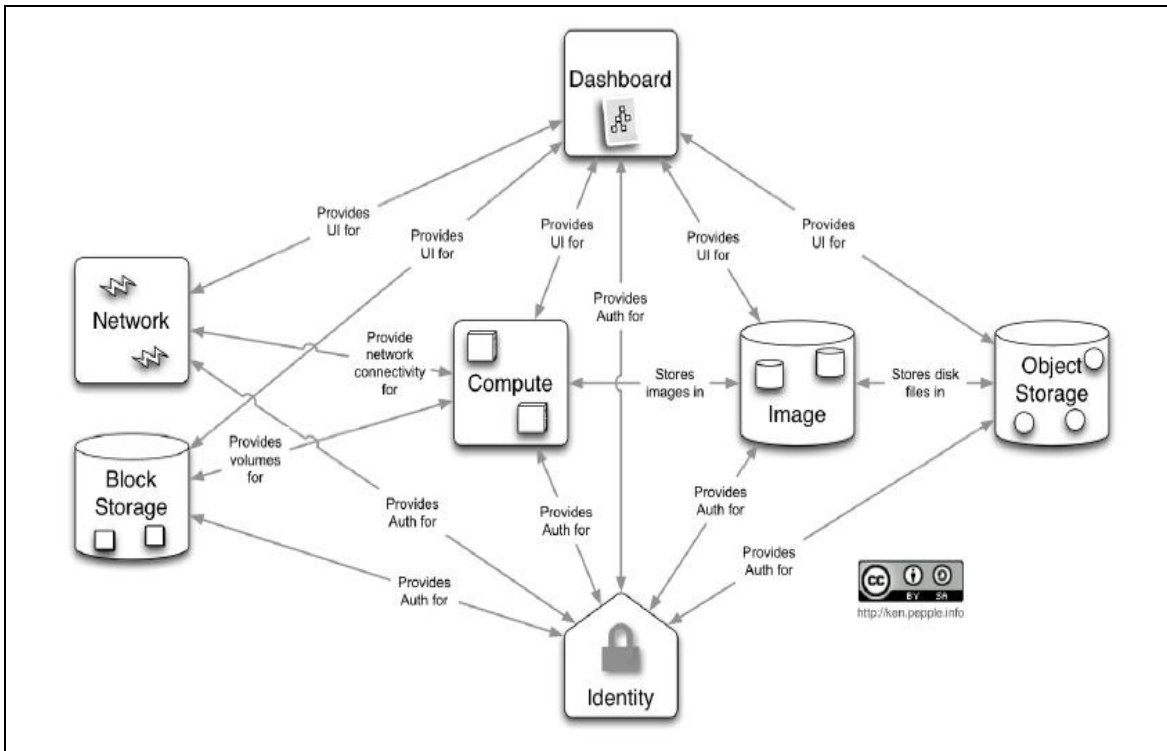 Dashboard
Provides
UI for
Provides
UI for
Provides
UI for
Provides
UI for
Provides
UI for
Network
Provide
network
connectivity
for
Provides
Auth for
Compute
Stores
images in
Image
Stores disk
files in
Object
Storage
Block
Storage
Provides
volumes
for
Provides
Auth for
Provides
Auth for
Provides
Auth for
Provides
Auth for
Provides
Auth for
cc
BY SA
http://ken.pepple.info
Identity